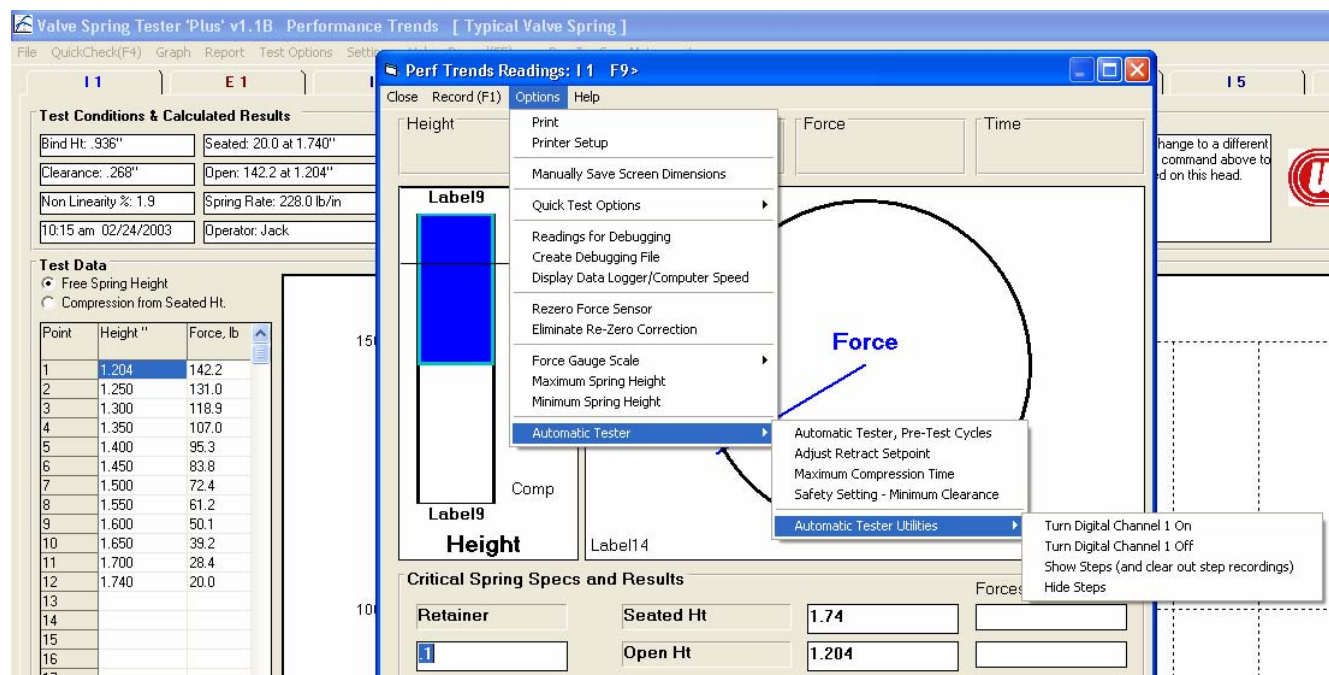 Valve Spring Tester 'Plus' v1.1B Performance Trends [ Typical Valve Spring ]
File QuickCheck(F4) Graph Report Test Options
I 1 E 1 I 5
Perf Trends Readings: I 1 F9>
Close Record (F1) Options Help
Test Conditions & Calculated Results
Bind Ht: .936" Seated: 20.0 at 1.740"
Clearance: .268" Open: 142.2 at 1.204"
Non Linearity %: 1.9 Spring Rate: 228.0 lb/in
10:15 am 02/24/2003 Operator: Jack
hange to a different
command above to
d on this head.
Test Data
Free Spring Height
Compression from Seated Ht.
Point Height " Force, lb
1 1.204 142.2
2 1.250 131.0
3 1.300 118.9
4 1.350 107.0
5 1.400 95.3
6 1.450 83.8
7 1.500 72.4
8 1.550 61.2
9 1.600 50.1
10 1.650 39.2
11 1.700 28.4
12 1.740 20.0
13
14
15
16
Height Force Time
Print
Printer Setup
Manually Save Screen Dimensions
Quick Test Options
Readings for Debugging
Create Debugging File
Display Data Logger/Computer Speed
Rezero Force Sensor
Eliminate Re-Zero Correction
Force Gauge Scale
Maximum Spring Height
Minimum Spring Height
Automatic Tester
Automatic Tester, Pre-Test Cycles
Adjust Retract Setpoint
Maximum Compression Time
Safety Setting - Minimum Clearance
Automatic Tester Utilities
Turn Digital Channel 1 On
Turn Digital Channel 1 Off
Show Steps (and clear out step recordings)
Hide Steps
Label9
Force
Comp
Label9
Height
Label14
Critical Spring Specs and Results
Forces
Retainer Seated Ht 1.74
.1 Open Ht 1.204